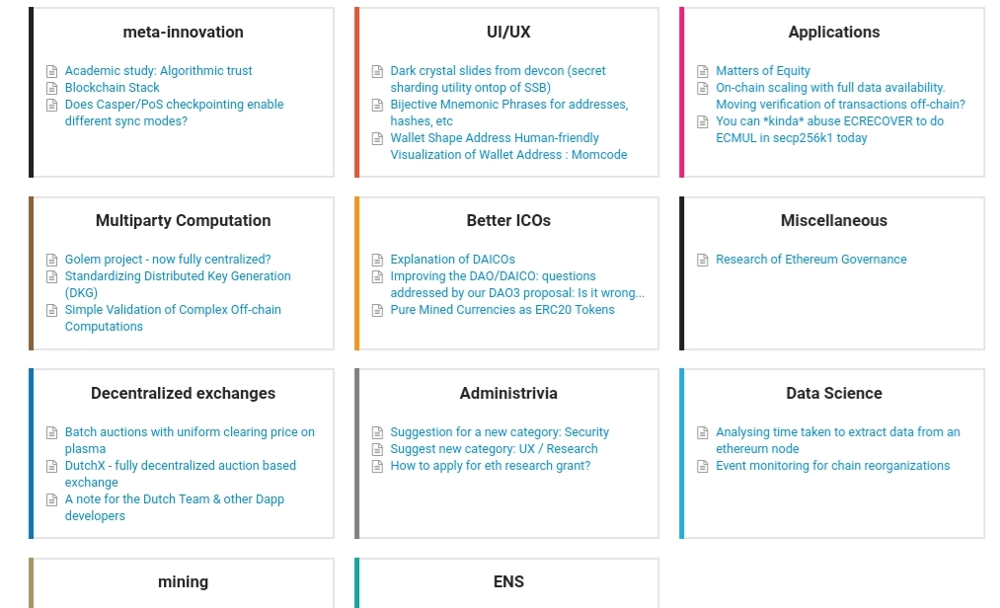 meta-innovation
Academic study: Algorithmic trust
Blockchain Stack
Does Casper/PoS checkpointing enable
different sync modes?
UI/UX
Dark crystal slides from devcon (secret
sharding utility ontop of SSB)
Bijective Mnemonic Phrases for addresses,
hashes, etc
Wallet Shape Address Human-friendly
Visualization of Wallet Address : Momcode
Applications
Matters of Equity
On-chain scaling with full data availability.
Moving verification of transactions off-chain?
You can *kinda* abuse ECRECOVER to do
ECMUL in secp256k1 today
Multiparty Computation
Golem project - now fully centralized?
Standardizing Distributed Key Generation
(DKG)
Simple Validation of Complex Off-chain
Computations
Better ICOs
Explanation of DAICOs
Improving the DAO/DAICO: questions
addressed by our DAO3 proposal: Is it wrong...
Pure Mined Currencies as ERC20 Tokens
Miscellaneous
Research of Ethereum Governance
Decentralized exchanges
Batch auctions with uniform clearing price on
plasma
DutchX - fully decentralized auction based
exchange
A note for the Dutch Team & other Dapp
developers
Administrivia
Suggestion for a new category: Security
Suggest new category: UX / Research
How to apply for eth research grant?
Data Science
Analysing time taken to extract data from an
ethereum node
Event monitoring for chain reorganizations
mining
ENS